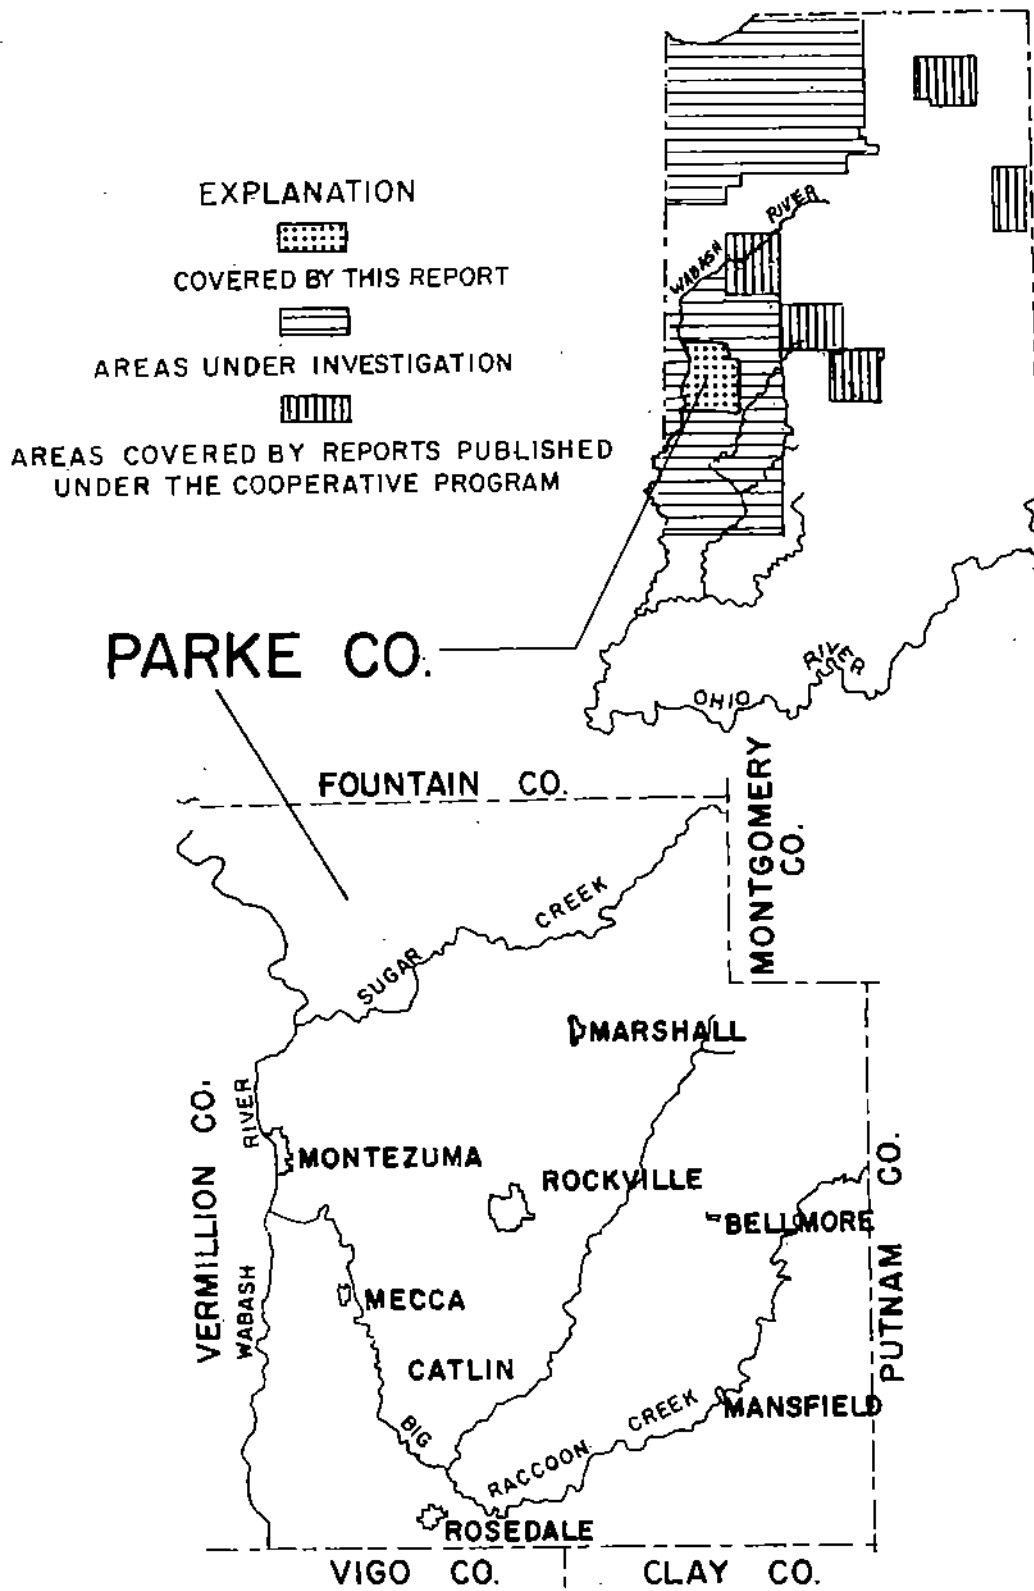 EXPLANATION
COVERED BY THIS REPORT
AREAS UNDER INVESTIGATION
AREAS COVERED BY REPORTS PUBLISHED
UNDER THE COOPERATIVE PROGRAM
WABASH RIVER
OHIO RIVER
PARKE CO.
FOUNTAIN CO.
MONTGOMERY
CO.
SUGAR CREEK
MARSHALL
VERMILLION CO.
WABASH RIVER
MONTEZUMA
ROCKVILLE
BELLMORE
PUTNAM CO.
MECCA
CATLIN
MANSFIELD
BIG RACCOON CREEK
ROSEDALE
VIGO CO.
CLAY CO.